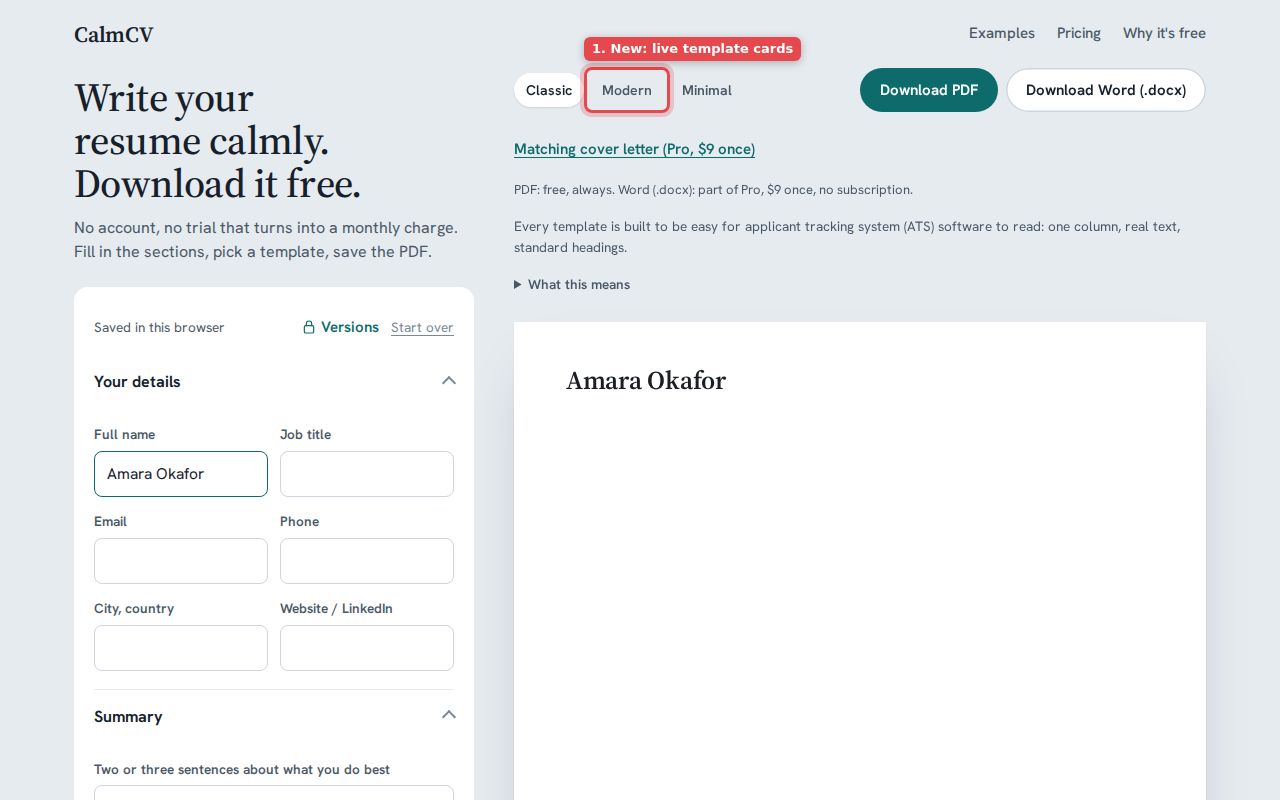 CalmCV
Examples
Pricing
Why it's free
1. New: live template cards
Classic
Modern
Minimal
Download PDF
Download Word (.docx)
Write your
resume calmly.
Download it free.
No account, no trial that turns into a monthly charge.
Fill in the sections, pick a template, save the PDF.
Matching cover letter (Pro, $9 once)
PDF: free, always. Word (.docx): part of Pro, $9 once, no subscription.
Every template is built to be easy for applicant tracking system (ATS) software to read: one column, real text,
standard headings.
What this means
Saved in this browser
Versions
Start over
Your details
Full name
Job title
Amara Okafor
Email
Phone
City, country
Website / LinkedIn
Summary
Two or three sentences about what you do best
Amara Okafor